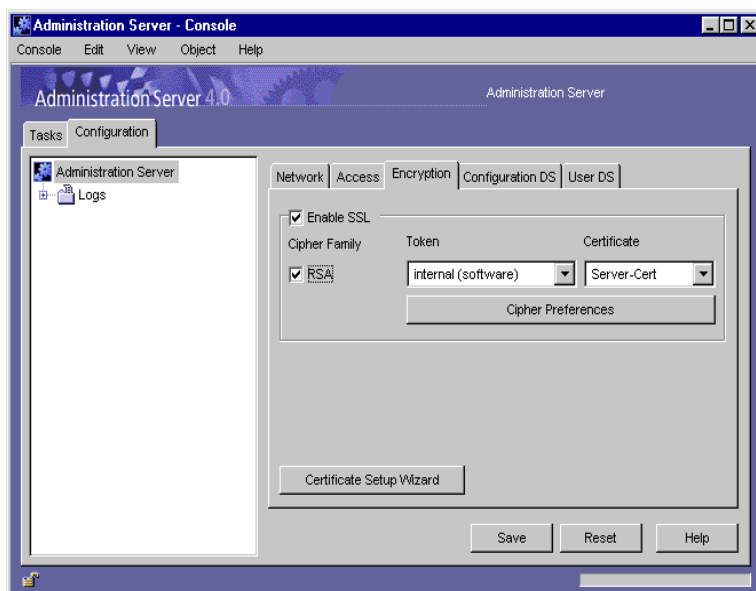 Administration Server - Console
Console Edit View Object Help
Administration Server 4.0
Administration Server
Tasks Configuration
Administration Server
Logs
Network Access Encryption Configuration DS User DS
Enable SSL
Cipher Family Token Certificate
RSA internal (software) Server-Cert
Cipher Preferences
Certificate Setup Wizard
Save Reset Help